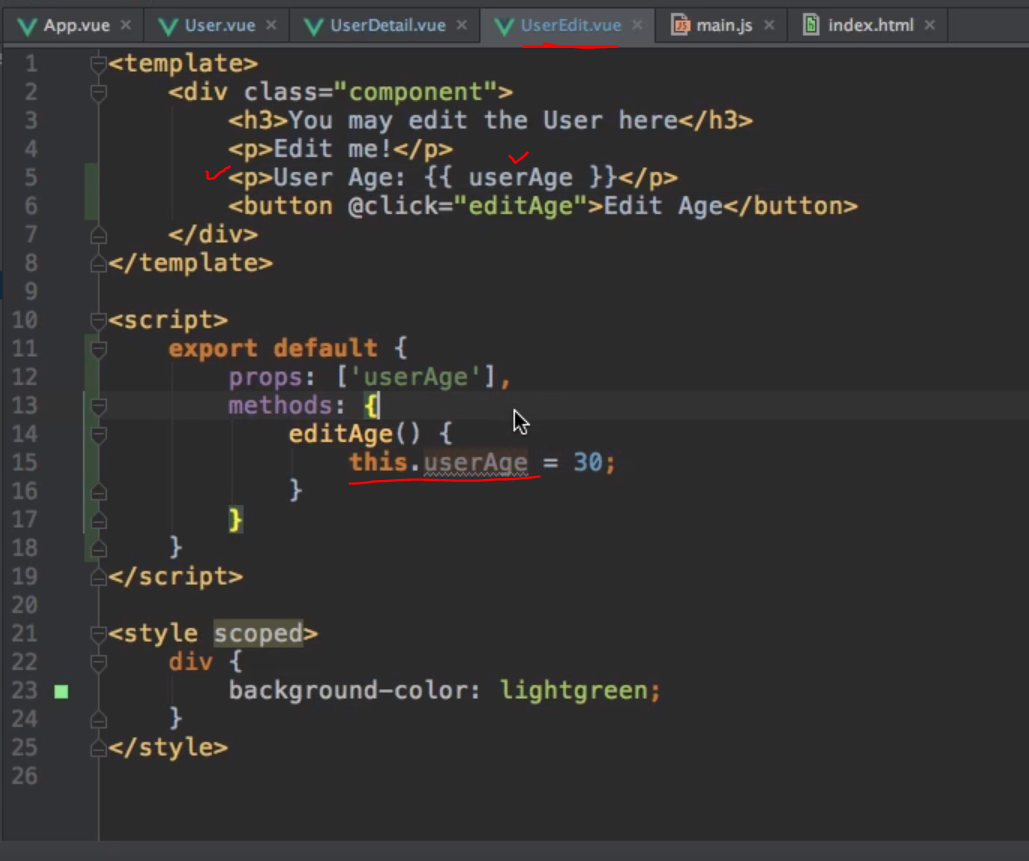 App.vue × User.vue × UserDetail.vue × UserEdit.vue × main.js × index.html ×
1 <template>
2     <div class="component">
3         <h3>You may edit the User here</h3>
4         <p>Edit me!</p>
5         <p>User Age: {{ userAge }}</p>
6         <button @click="editAge">Edit Age</button>
7     </div>
8 </template>
9
10 <script>
11     export default {
12         props: ['userAge'],
13         methods: {
14             editAge() {
15                 this.userAge = 30;
16             }
17         }
18     }
19 </script>
20
21 <style scoped>
22     div {
23         background-color: lightgreen;
24     }
25 </style>
26